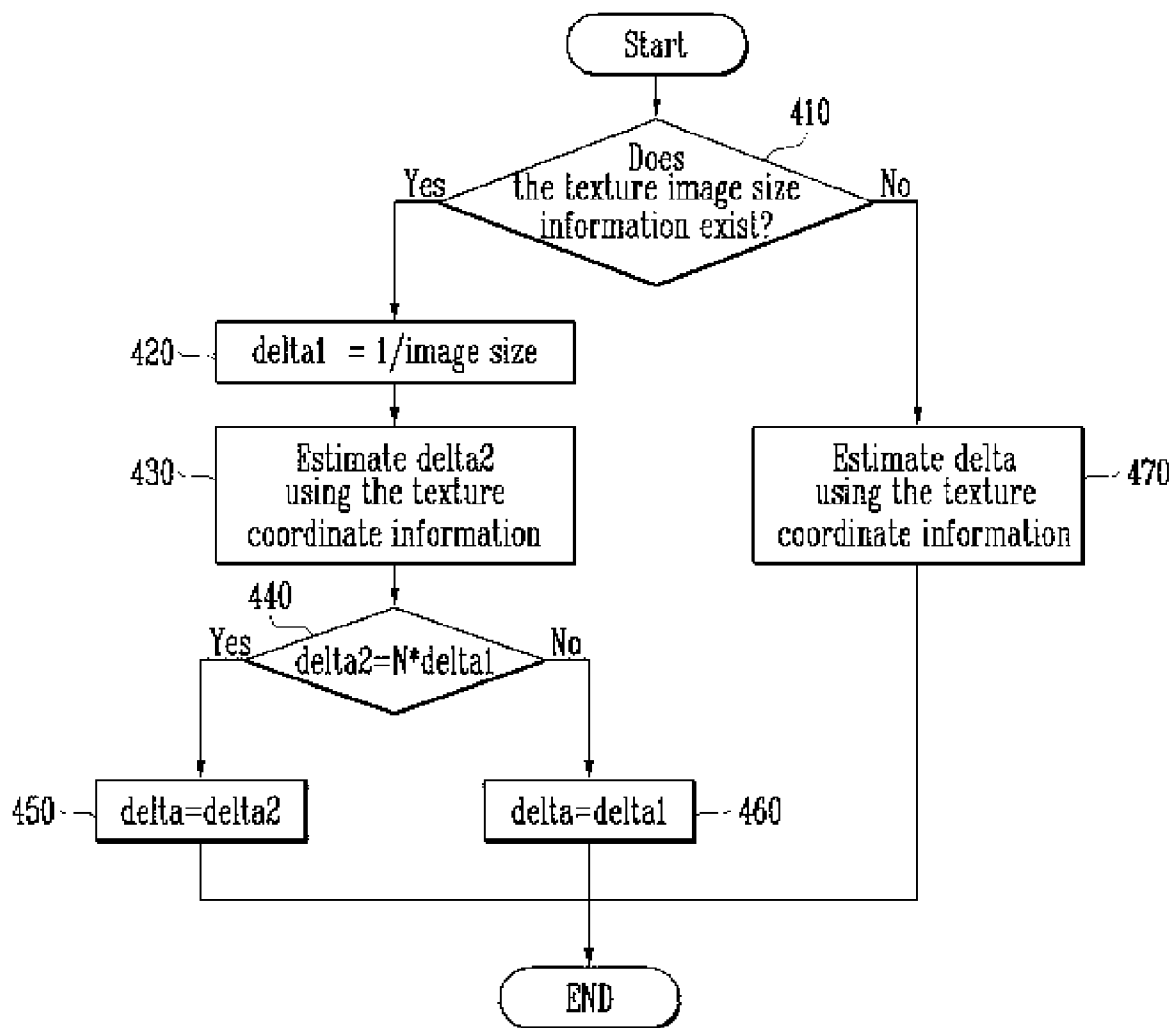 Start
410
Does
the texture image size
information exist?
Yes
No
420
delta1 = 1/image size
430
Estimate delta2
using the texture
coordinate information
Estimate delta
using the texture
coordinate information
470
440
Yes
No
delta2=N*delta1
450
delta=delta2
delta=delta1
460
END